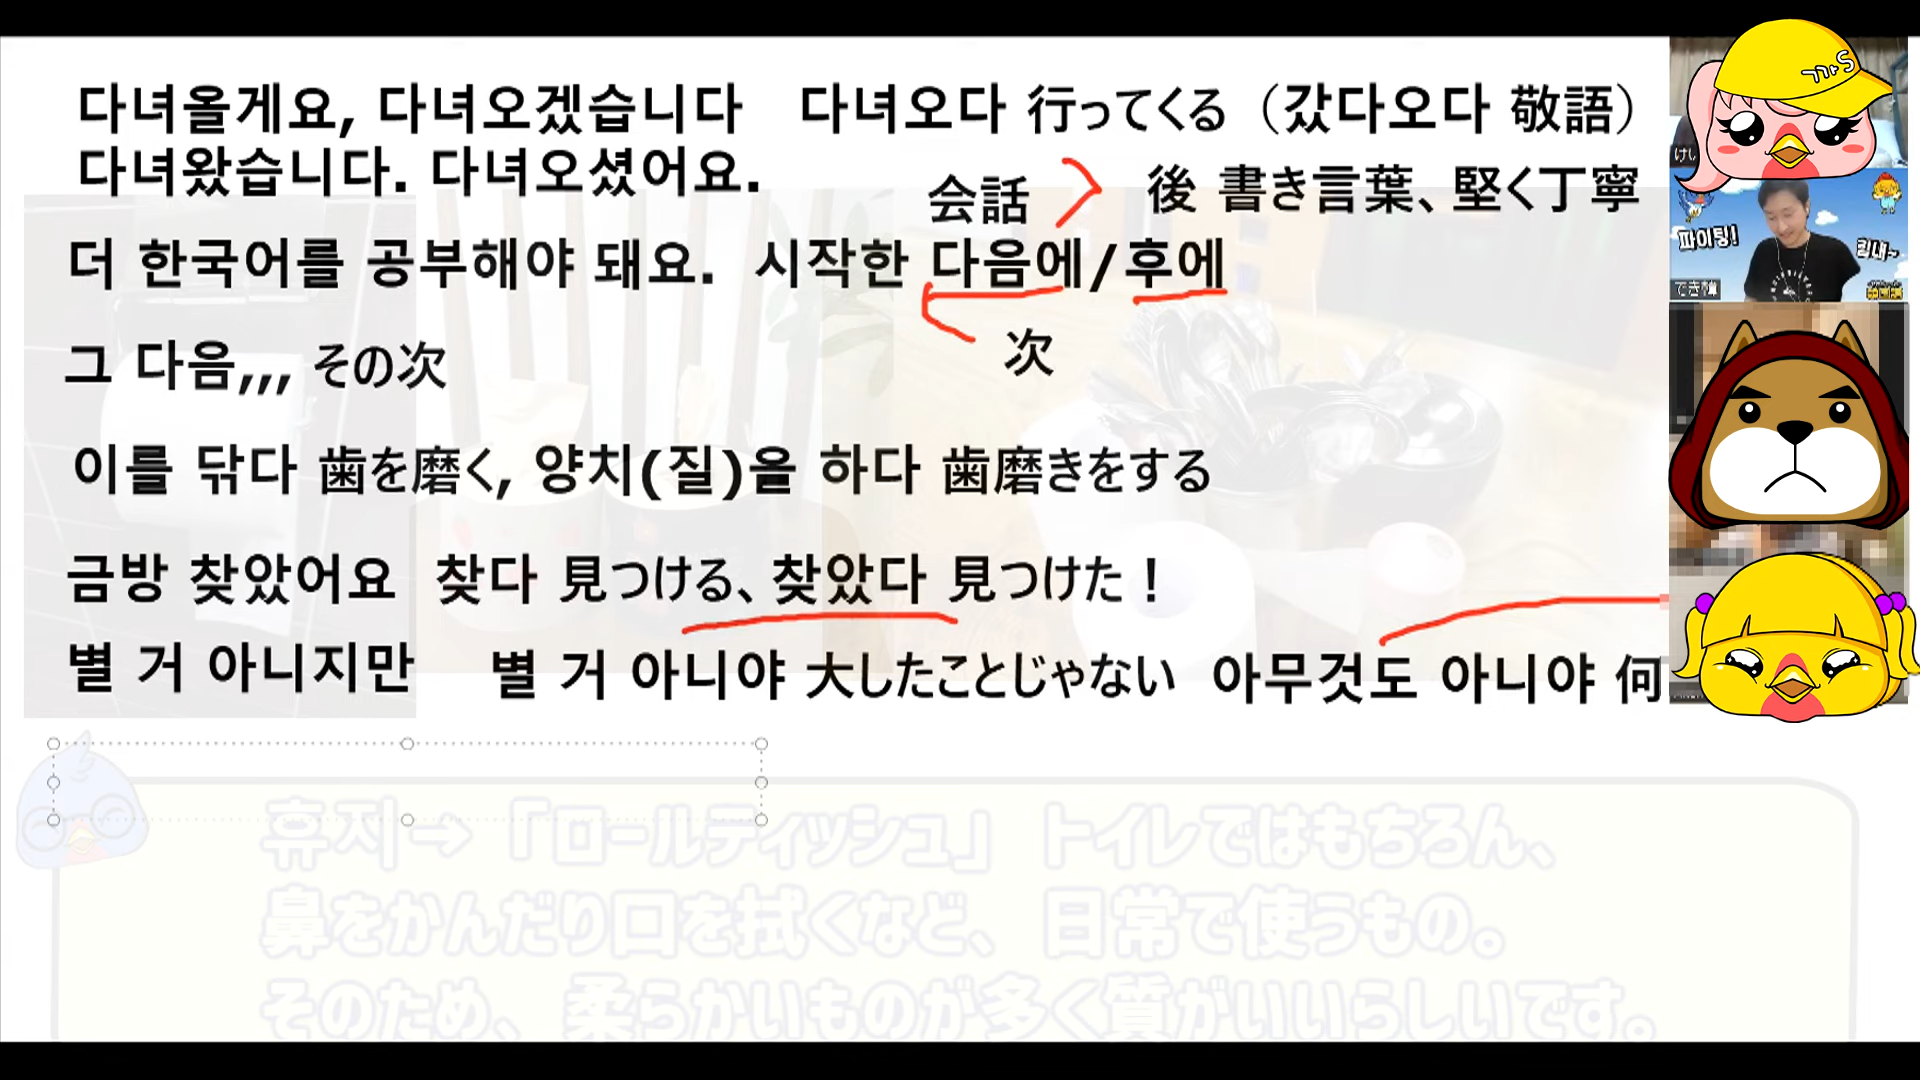 다녀올게요, 다녀오겠습니다 다녀오다 行ってくる（갔다오다 敬語）
다녀왔습니다. 다녀오셨어요.
会話 後 書き言葉、堅く丁寧
더 한국어를 공부해야 돼요. 시작한 다음에/후에
次
그 다음,,, その次
이를 닦다 歯を磨く, 양치(질)을 하다 歯磨きをする
금방 찾았어요 찾다 見つける、찾았다 見つけた！
별 거 아니지만 별 거 아니야 大したことじゃない 아무것도 아니야 何
휴지→「ロールティッシュ」 トイレではもちろん、
鼻をかんだり口を拭くなど、 日常で使うもの。
そのため、柔らかいものが多く質がいいらしいです。
けし
파이팅!
힘내~